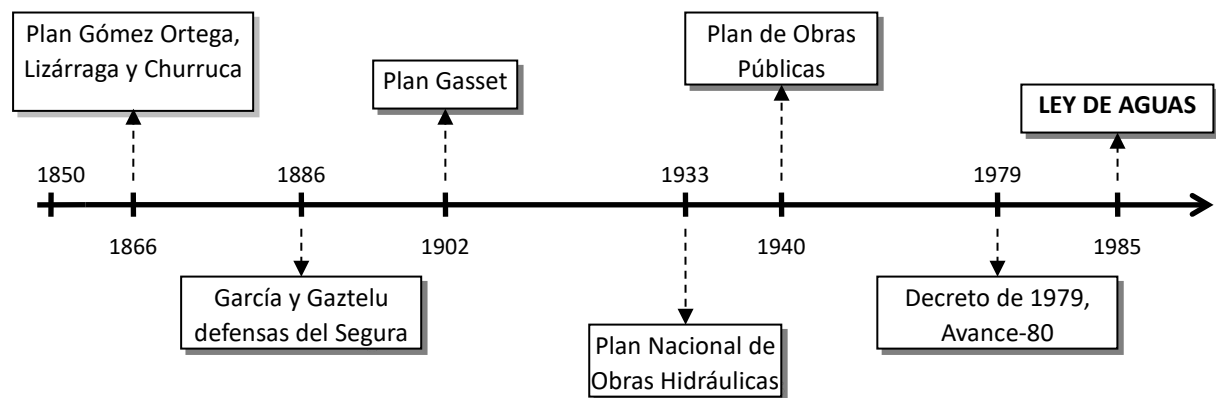 Plan Gómez Ortega,
Lizárraga y Churruca
Plan Gasset
Plan de Obras
Públicas
LEY DE AGUAS
1850
1886
1933
1979
1866
1902
1940
1985
García y Gaztelu
defensas del Segura
Plan Nacional de
Obras Hidráulicas
Decreto de 1979,
Avance-80